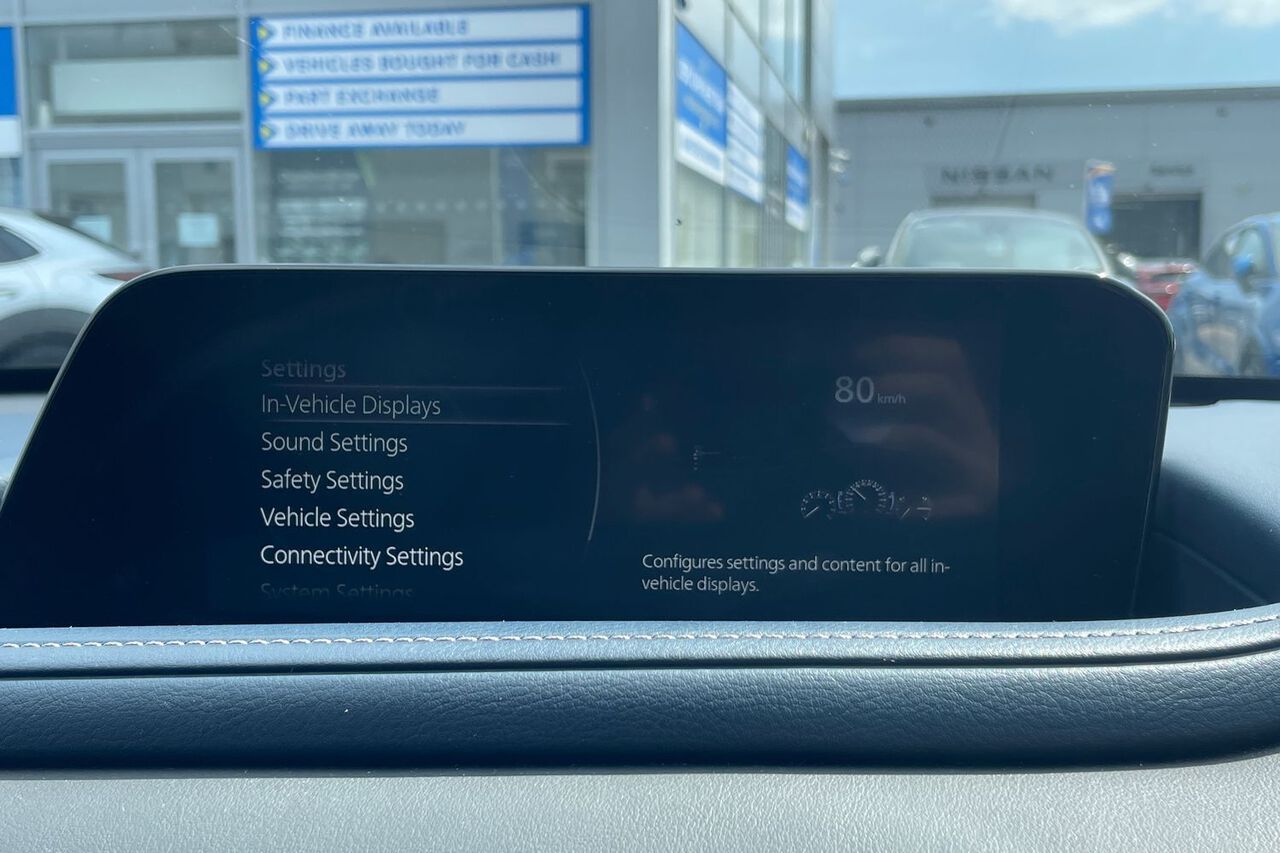 FINANCE AVAILABLE
VEHICLES BOUGHT FOR CASH
PART EXCHANGE
DRIVE AWAY TODAY
NISSAN
Settings
In-Vehicle Displays
Sound Settings
Safety Settings
Vehicle Settings
Connectivity Settings
System Settings
80 km/h
Configures settings and content for all in-
vehicle displays.